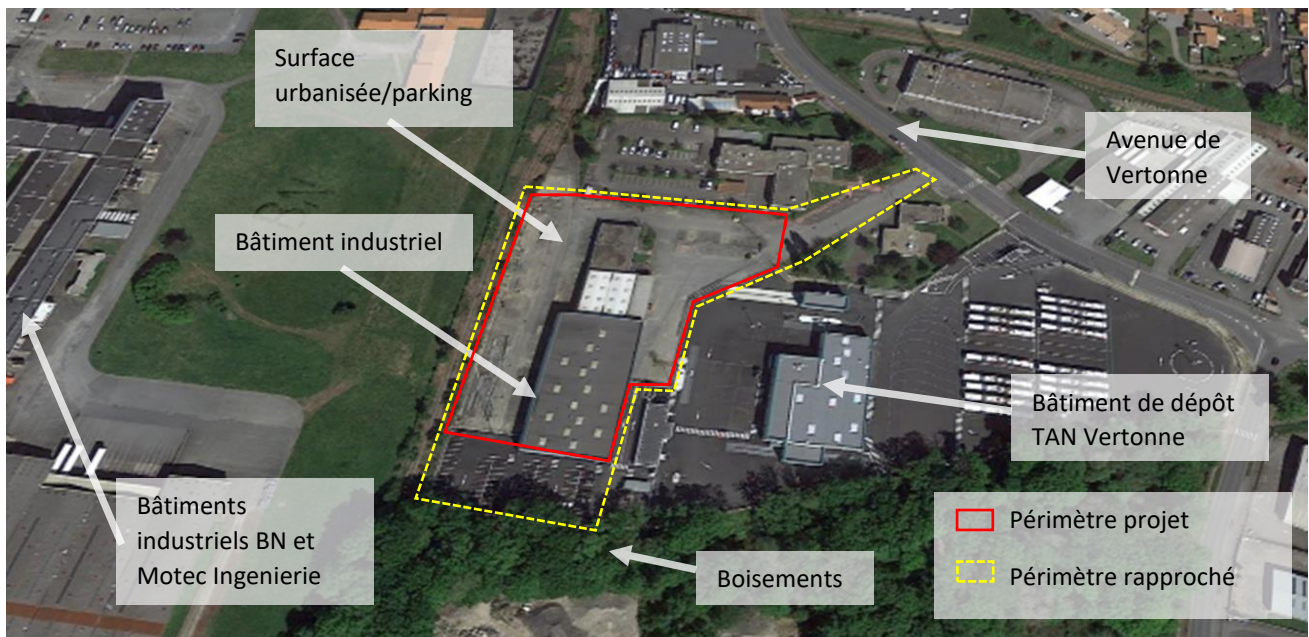 Surface
urbanisée/parking
Avenue de
Vertonne
Bâtiment industriel
Bâtiment de dépôt
TAN Vertonne
Bâtiments
industriels BN et
Motec Ingenierie
Boisements
Périmètre projet
Périmètre rapproché